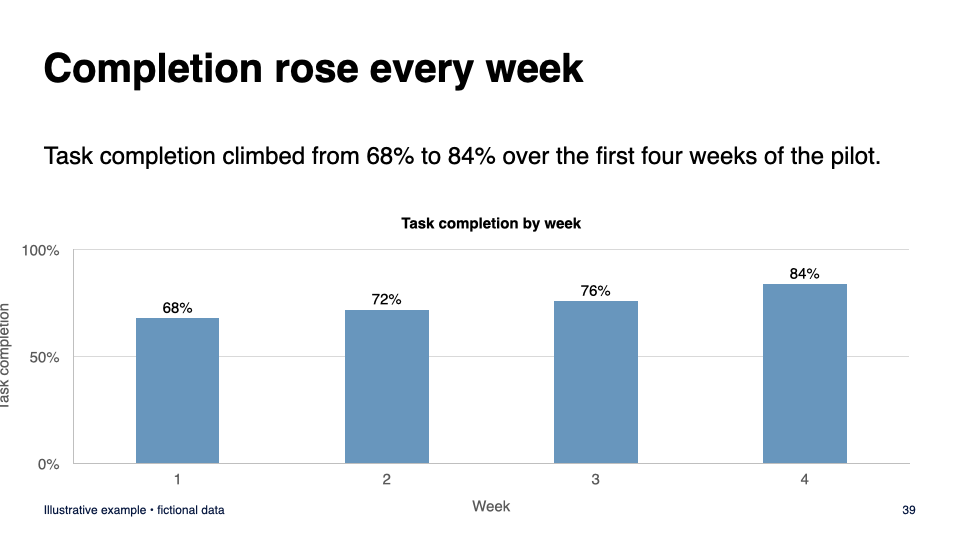 Completion rose every week
Task completion climbed from 68% to 84% over the first four weeks of the pilot.
Task completion by week
100%
50%
0%
Task completion
68%
72%
76%
84%
1
2
3
4
Week
Illustrative example • fictional data
39